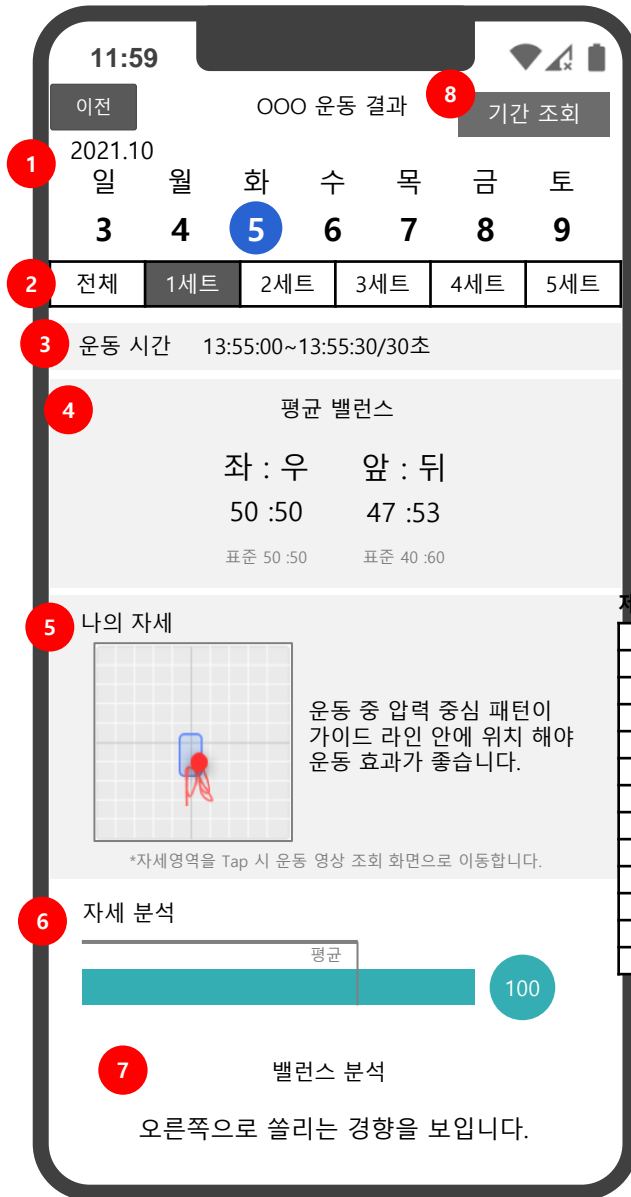 11:59
이전
OOO 운동 결과
8
기간 조회
1
2021.10
일 월 화 수 목 금 토
3 4 5 6 7 8 9
2
전체 1세트 2세트 3세트 4세트 5세트
3
운동 시간 13:55:00~13:55:30/30초
4
평균 밸런스
좌 : 우 앞 : 뒤
50 :50 47 :53
표준 50 :50 표준 40 :60
5
나의 자세
운동 중 압력 중심 패턴이
가이드 라인 안에 위치 해야
운동 효과가 좋습니다.
*자세영역을 Tap 시 운동 영상 조회 화면으로 이동합니다.
6
자세 분석
평균
100
7
밸런스 분석
오른쪽으로 쏠리는 경향을 보입니다.